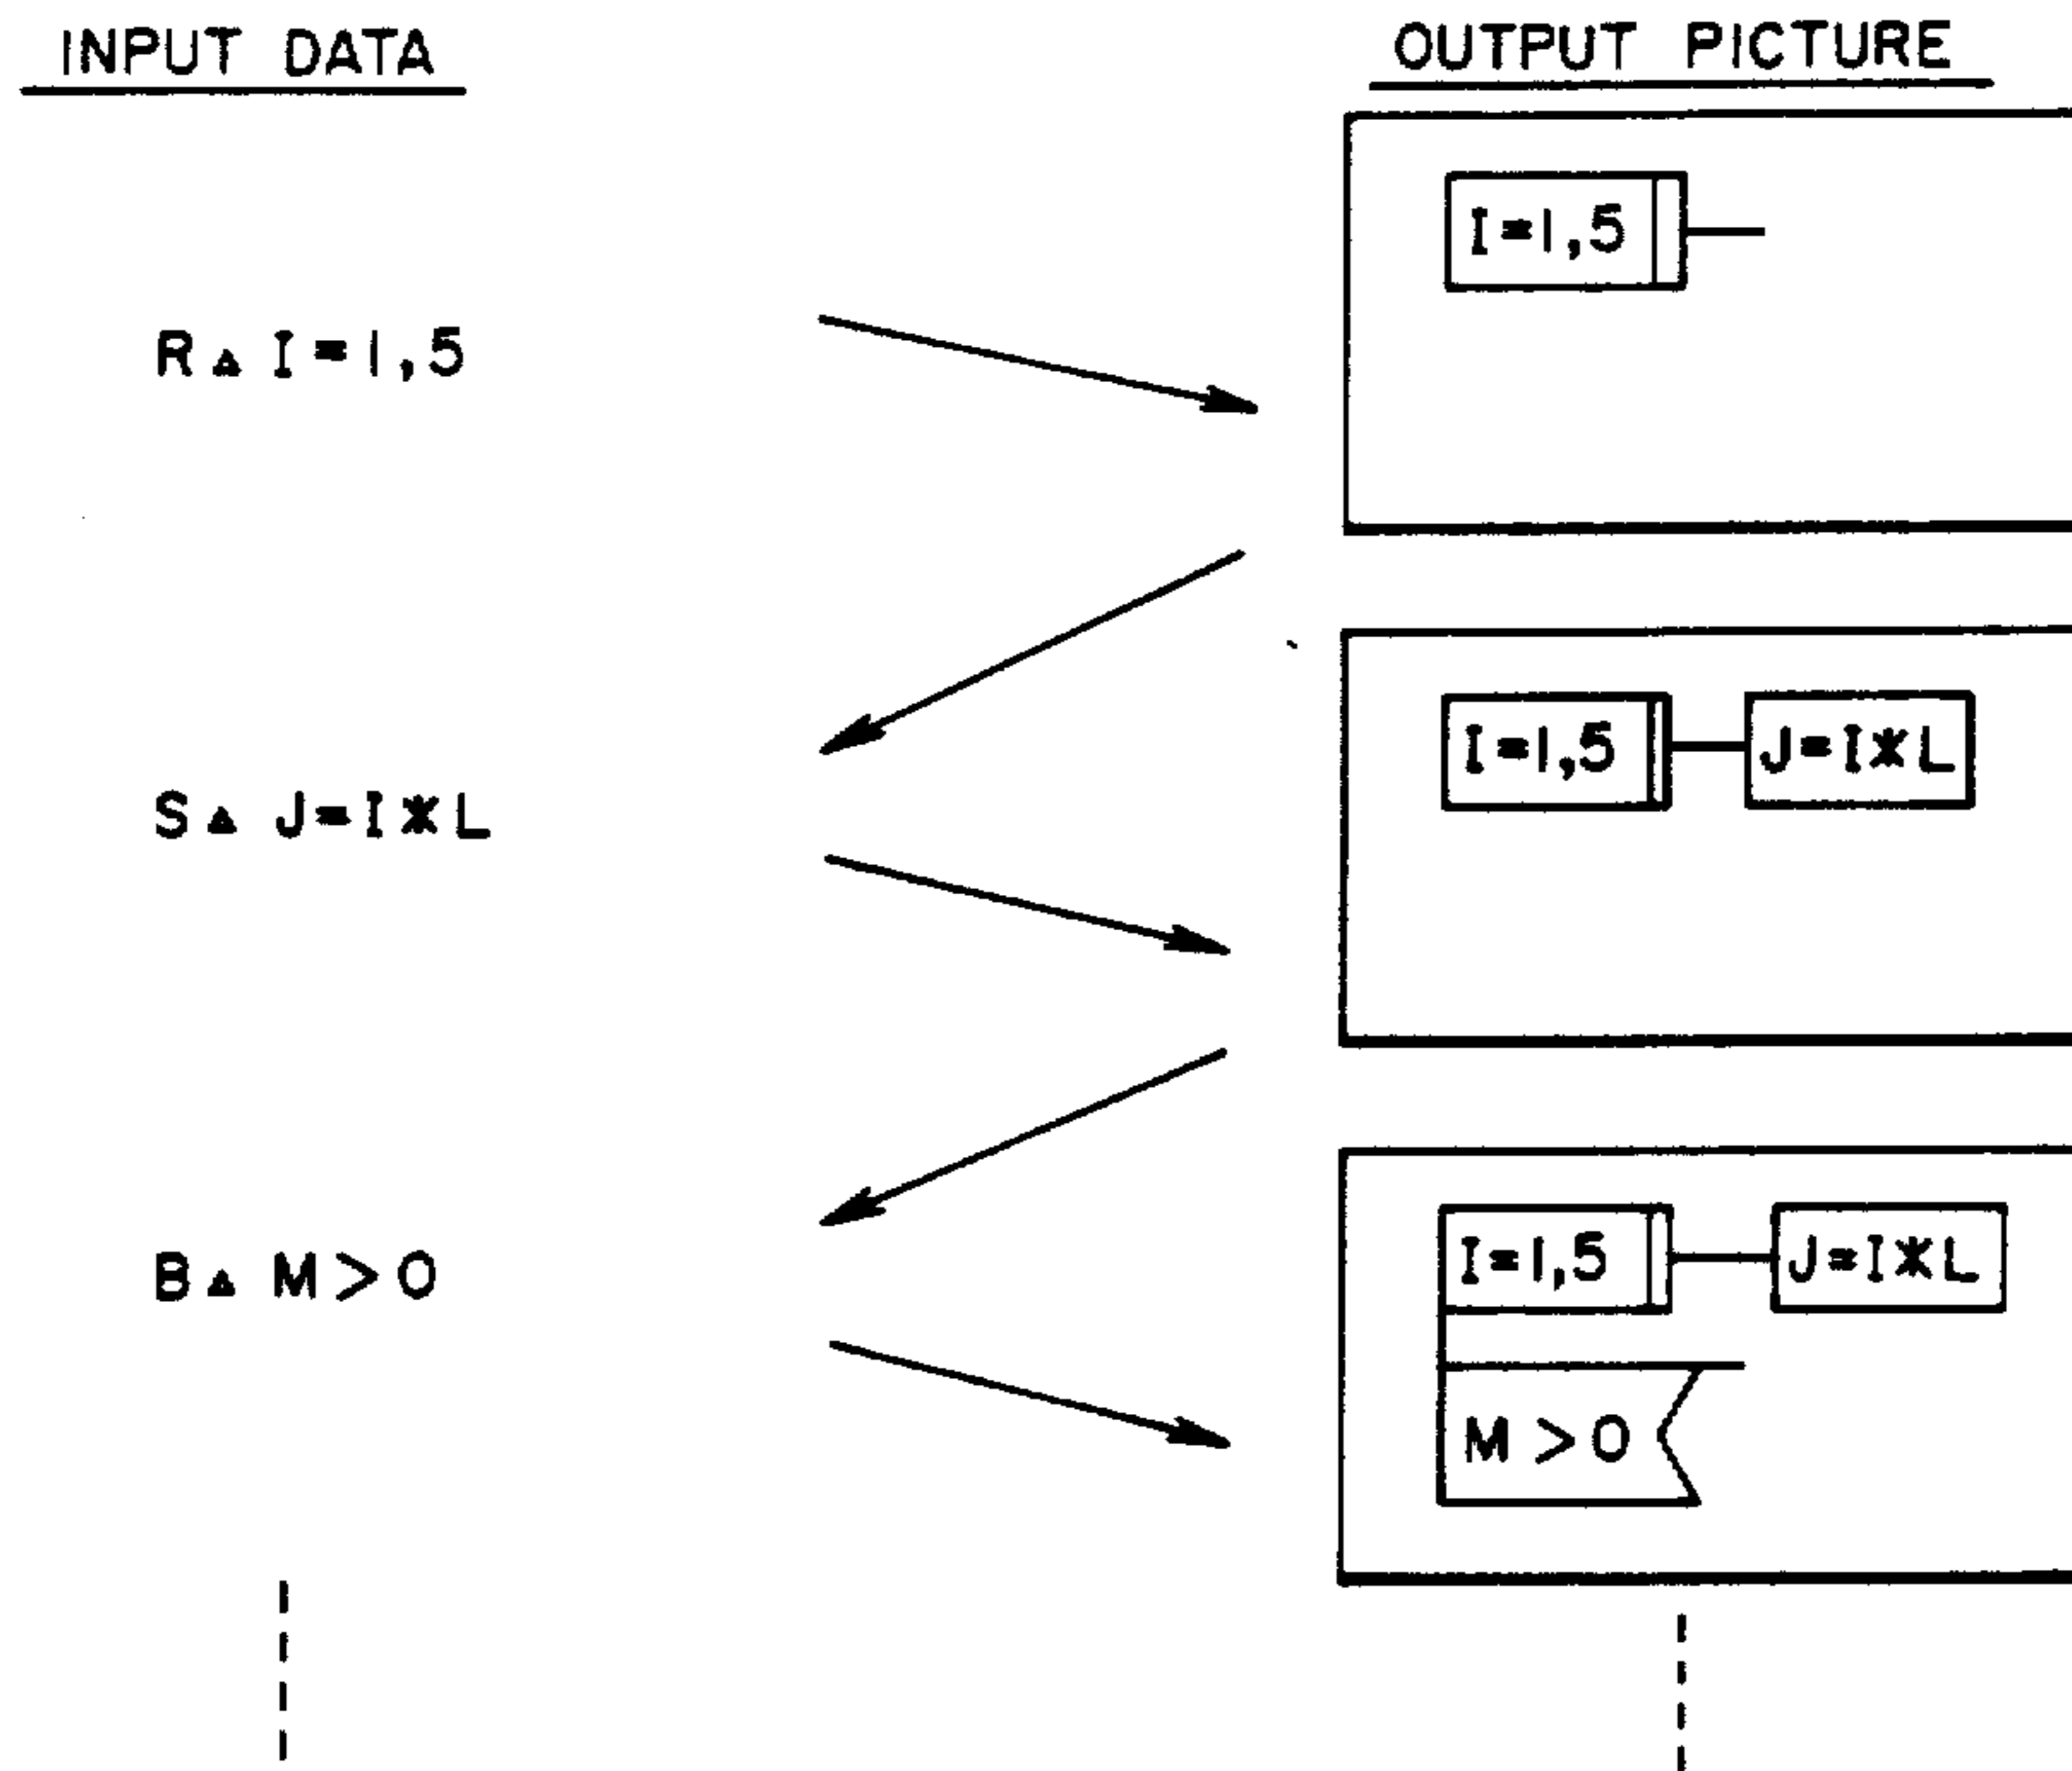 INPUT DATA
OUTPUT PICTURE
I=1,5
R△ I=1,5
I=1,5 J=I*L
S△ J=I*L
I=1,5 J=I*L
B△ M>0
M>0